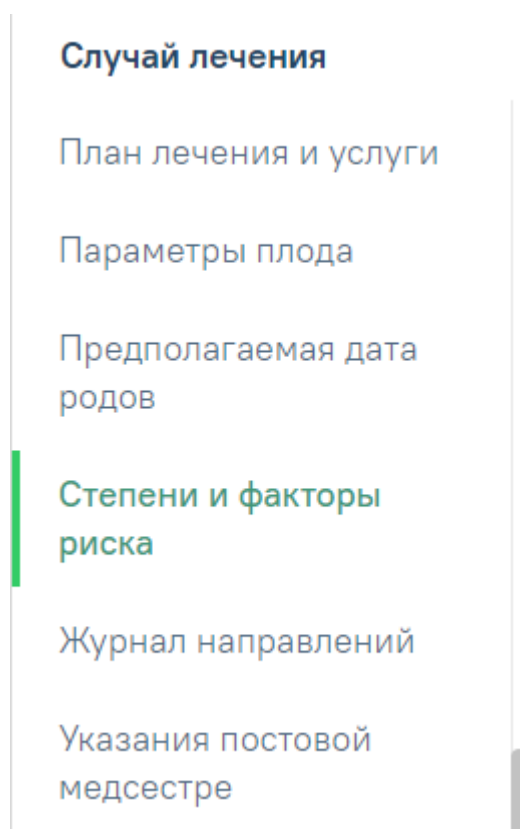 Случай лечения
План лечения и услуги
Параметры плода
Предполагаемая дата
родов
Степени и факторы
риска
Журнал направлений
Указания постовой
медсестре